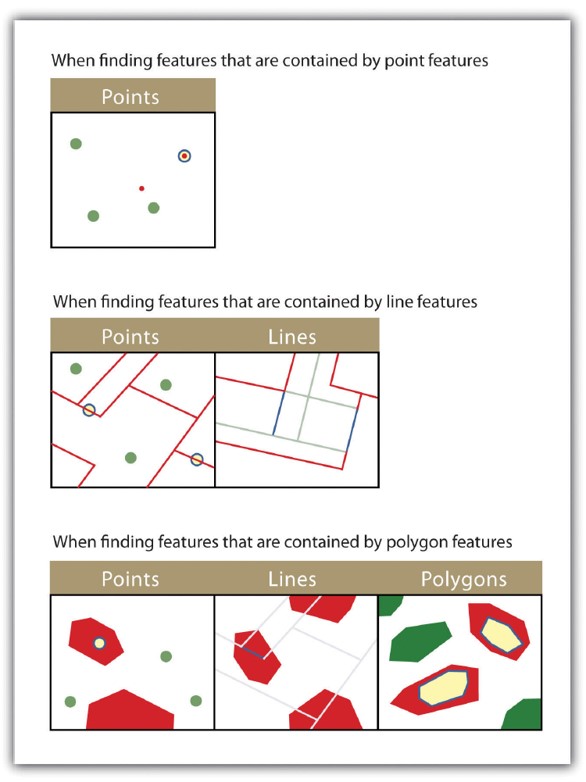 When finding features that are contained by point features
Points
When finding features that are contained by line features
Points Lines
When finding features that are contained by polygon features
Points Lines Polygons